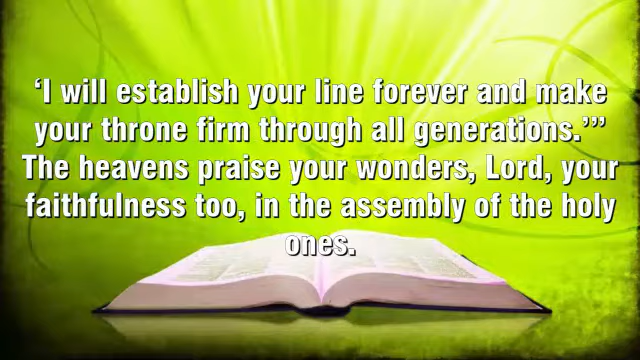 ‘I will establish your line forever and make
your throne firm through all generations.’”
The heavens praise your wonders, Lord, your
faithfulness too, in the assembly of the holy
ones.